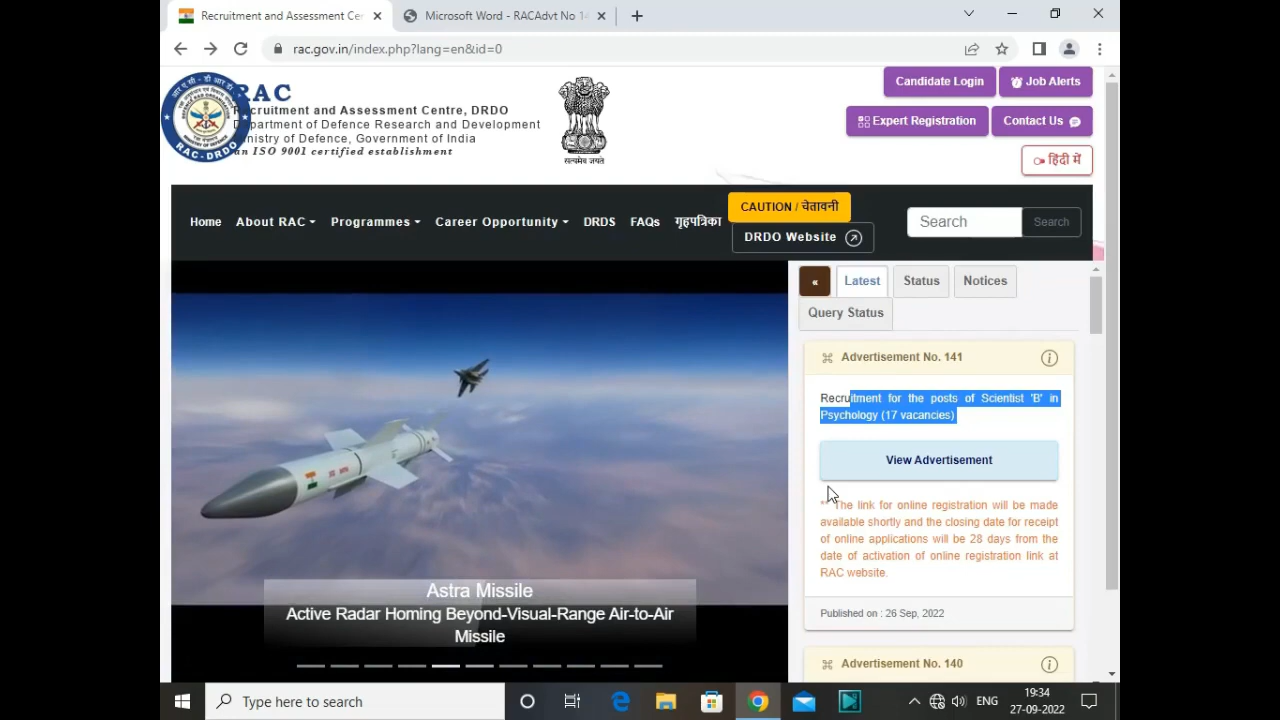 Recruitment and Assessment Ce
Microsoft Word - RACAdvt No 1
rac.gov.in/index.php?lang=en&id=0
RAC
Recruitment and Assessment Centre, DRDO
Department of Defence Research and Development
Ministry of Defence, Government of India
an ISO 9001 certified establishment
RAC-DRDO
सत्यमेव जयते
Candidate Login
Job Alerts
Expert Registration
Contact Us
हिंदी में
Home
About RAC
Programmes
Career Opportunity
DRDS
FAQs
गृहपत्रिका
CAUTION / चेतावनी
DRDO Website
Search
Search
«
Latest
Status
Notices
Query Status
Advertisement No. 141
Recruitment for the posts of Scientist 'B' in
Psychology (17 vacancies)
View Advertisement
** The link for online registration will be made
available shortly and the closing date for receipt
of online applications will be 28 days from the
date of activation of online registration link at
RAC website.
Published on : 26 Sep, 2022
Advertisement No. 140
Astra Missile
Active Radar Homing Beyond-Visual-Range Air-to-Air
Missile
Type here to search
ENG
19:34
27-09-2022